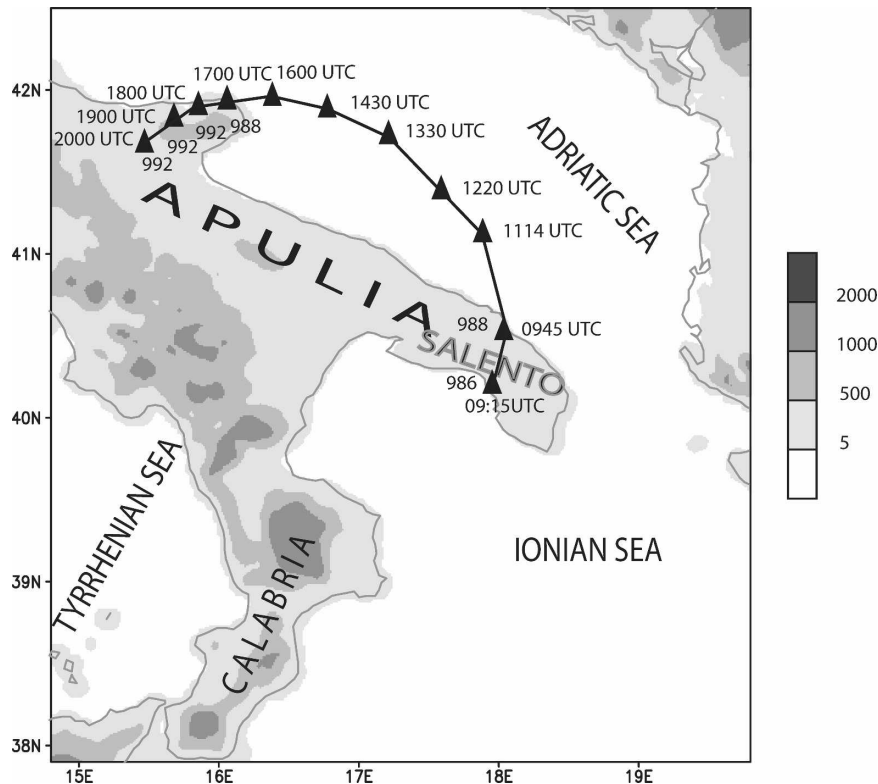 42N
41N
40N
39N
38N
15E
16E
17E
18E
19E
1700 UTC
1600 UTC
1800 UTC
1430 UTC
1900 UTC
1330 UTC
2000 UTC
992
992
992
988
1220 UTC
1114 UTC
988
0945 UTC
986
09:15UTC
APULIA
SALENTO
ADRIATIC SEA
TYRRHENIAN SEA
IONIAN SEA
CALABRIA
2000
1000
500
5